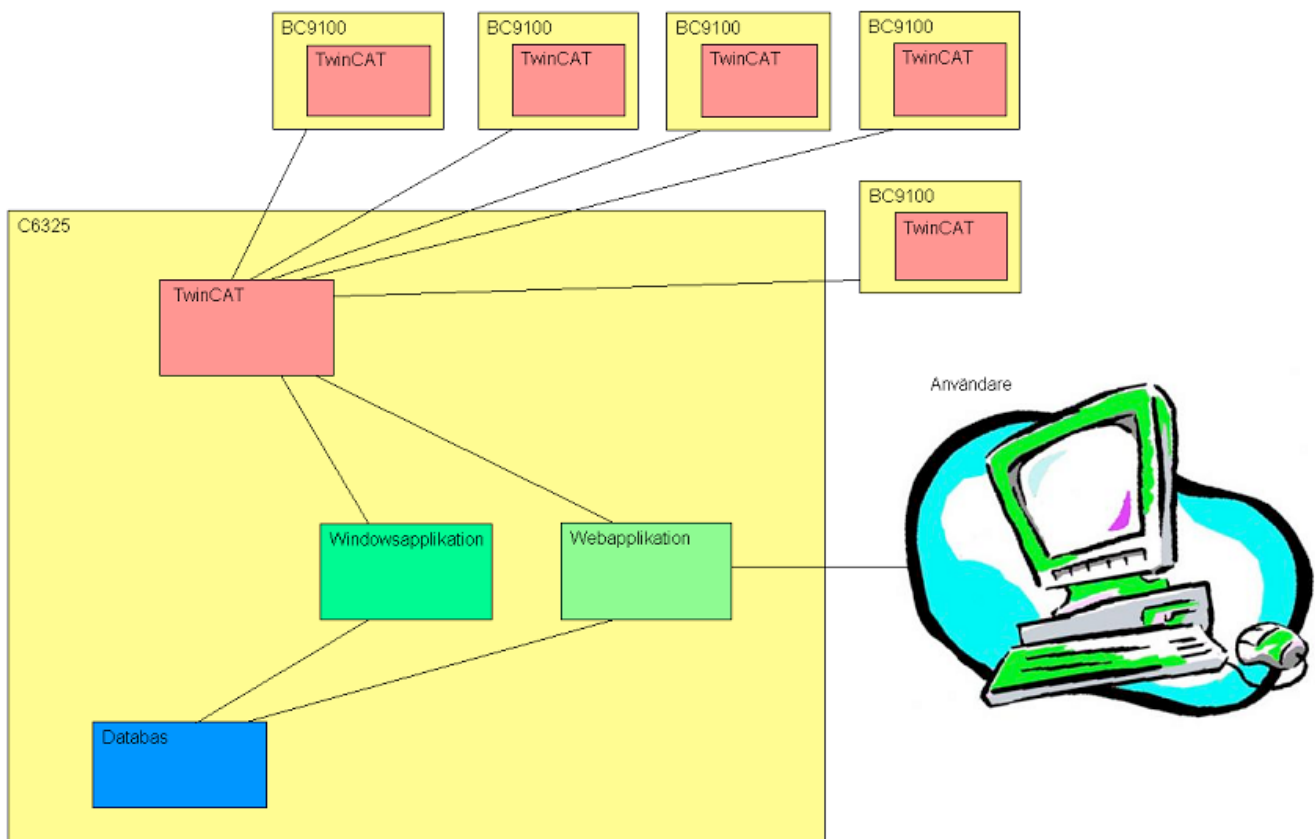 BC9100
TwinCAT
BC9100
TwinCAT
BC9100
TwinCAT
BC9100
TwinCAT
BC9100
TwinCAT
C6325
TwinCAT
Användare
Windowsapplikation
Webapplikation
Databas